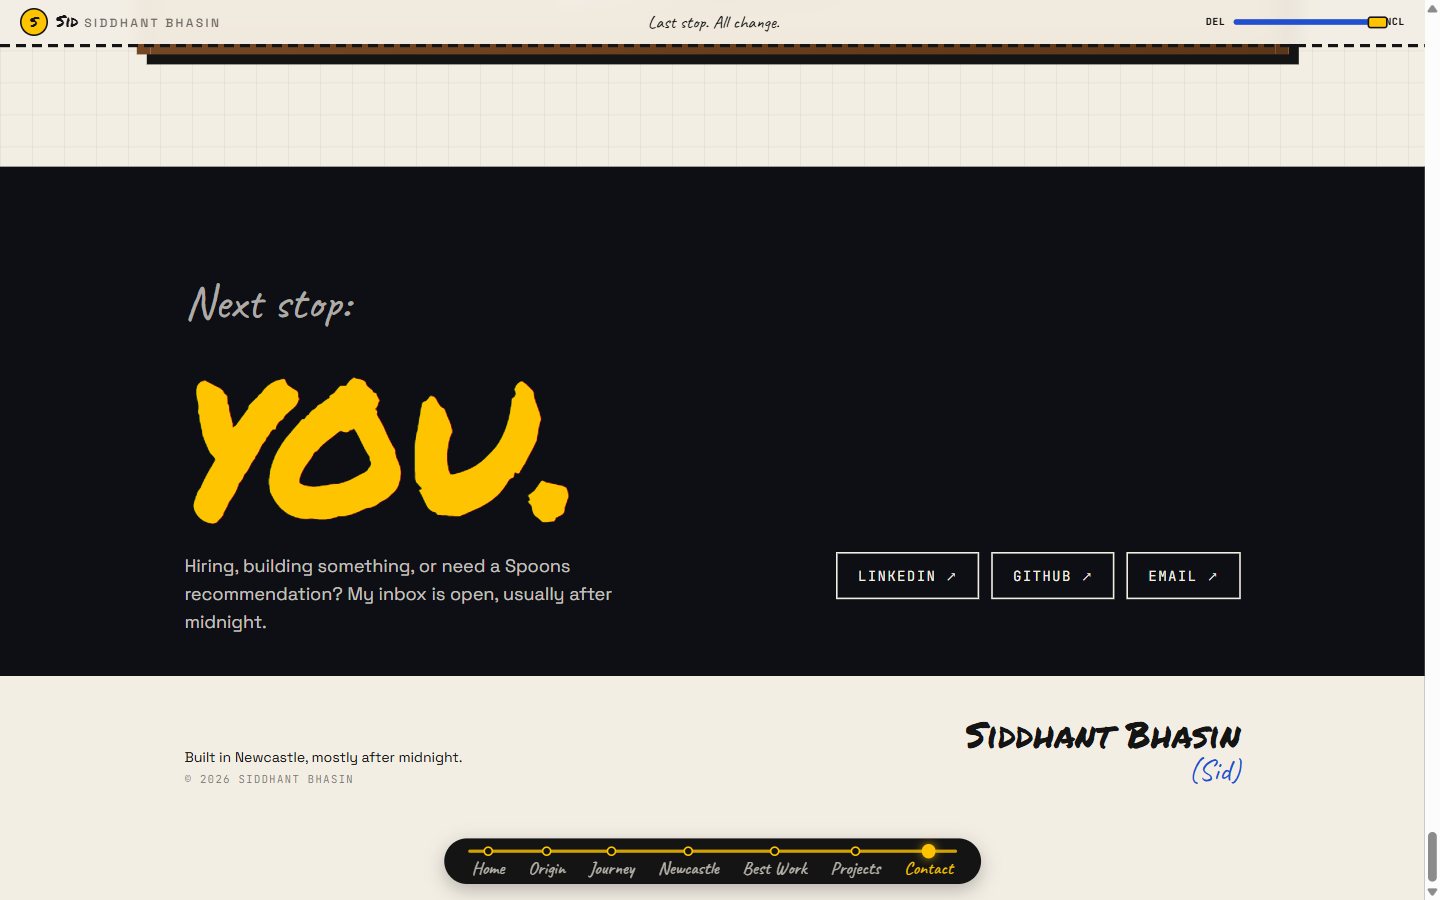 S Sid SIDDHANT BHASIN
Last stop. All change.
DEL NCL
Next stop:
YOU.
Hiring, building something, or need a Spoons
recommendation? My inbox is open, usually after
midnight.
LINKEDIN ↗ GITHUB ↗ EMAIL ↗
Siddhant Bhasin
(Sid)
Built in Newcastle, mostly after midnight.
© 2026 SIDDHANT BHASIN
Home Origin Journey Newcastle Best Work Projects Contact